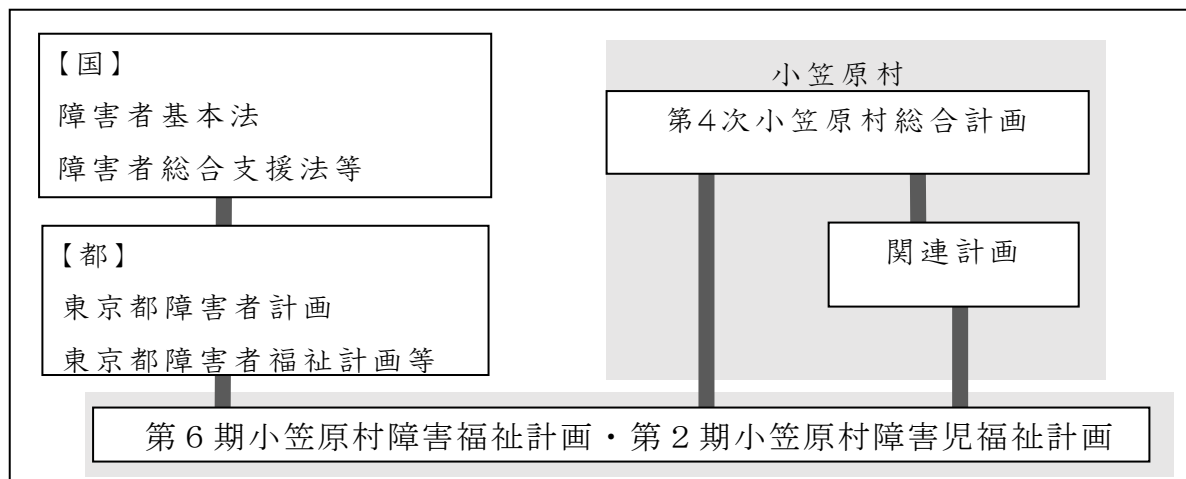 【国】
障害者基本法
障害者総合支援法等
【都】
東京都障害者計画
東京都障害者福祉計画等
小笠原村
第4次小笠原村総合計画
関連計画
第６期小笠原村障害福祉計画・第２期小笠原村障害児福祉計画